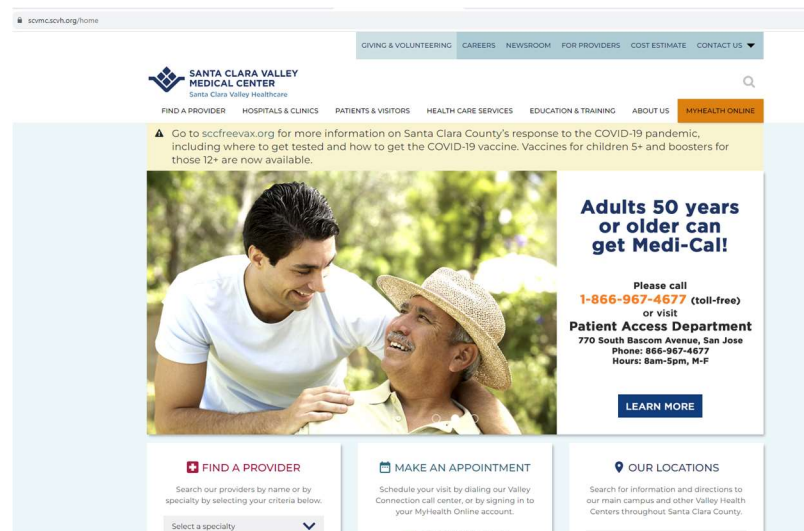 scvmc.scvh.org/home
GIVING & VOLUNTEERING CAREERS NEWSROOM FOR PROVIDERS COST ESTIMATE CONTACT US
SANTA CLARA VALLEY
MEDICAL CENTER
Santa Clara Valley Healthcare
FIND A PROVIDER HOSPITALS & CLINICS PATIENTS & VISITORS HEALTH CARE SERVICES EDUCATION & TRAINING ABOUT US MYHEALTH ONLINE
Go to sccfreevax.org for more information on Santa Clara County's response to the COVID-19 pandemic,
including where to get tested and how to get the COVID-19 vaccine. Vaccines for children 5+ and boosters for
those 12+ are now available.
Adults 50 years
or older can
get Medi-Cal!
Please call
1-866-967-4677 (toll-free)
or visit
Patient Access Department
770 South Bascom Avenue, San Jose
Phone: 866-967-4677
Hours: 8am-5pm, M-F
LEARN MORE
FIND A PROVIDER
Search our providers by name or by
specialty by selecting your criteria below.
Select a specialty
MAKE AN APPOINTMENT
Schedule your visit by dialing our Valley
Connection call center, or by signing in to
your MyHealth Online account.
OUR LOCATIONS
Search for information and directions to
our main campus and other Valley Health
Centers throughout Santa Clara County.